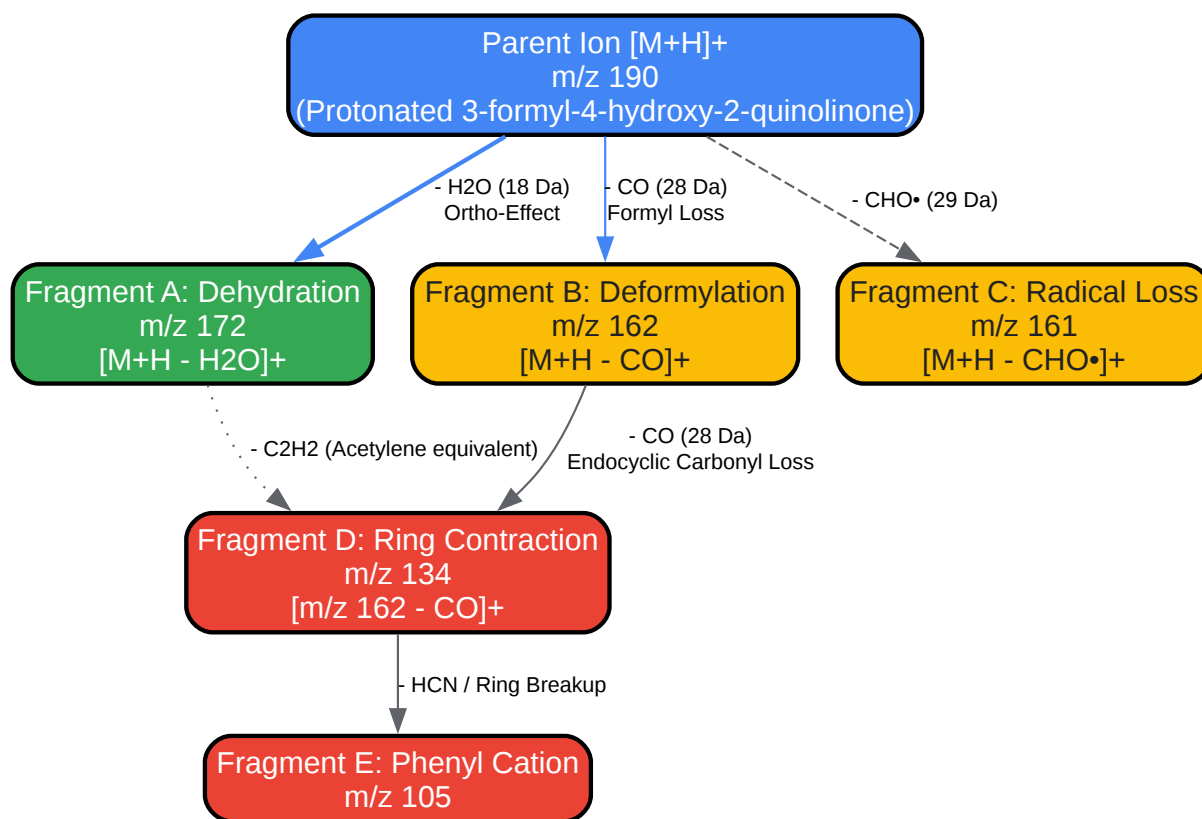 Parent Ion [M+H]+
m/z 190
(Protonated 3-formyl-4-hydroxy-2-quinolinone)
- H2O (18 Da)
Ortho-Effect
- CO (28 Da)
Formyl Loss
- CHO• (29 Da)
Fragment A: Dehydration
m/z 172
[M+H - H2O]+
Fragment B: Deformylation
m/z 162
[M+H - CO]+
Fragment C: Radical Loss
m/z 161
[M+H - CHO•]+
- C2H2 (Acetylene equivalent)
- CO (28 Da)
Endocyclic Carbonyl Loss
Fragment D: Ring Contraction
m/z 134
[m/z 162 - CO]+
- HCN / Ring Breakup
Fragment E: Phenyl Cation
m/z 105